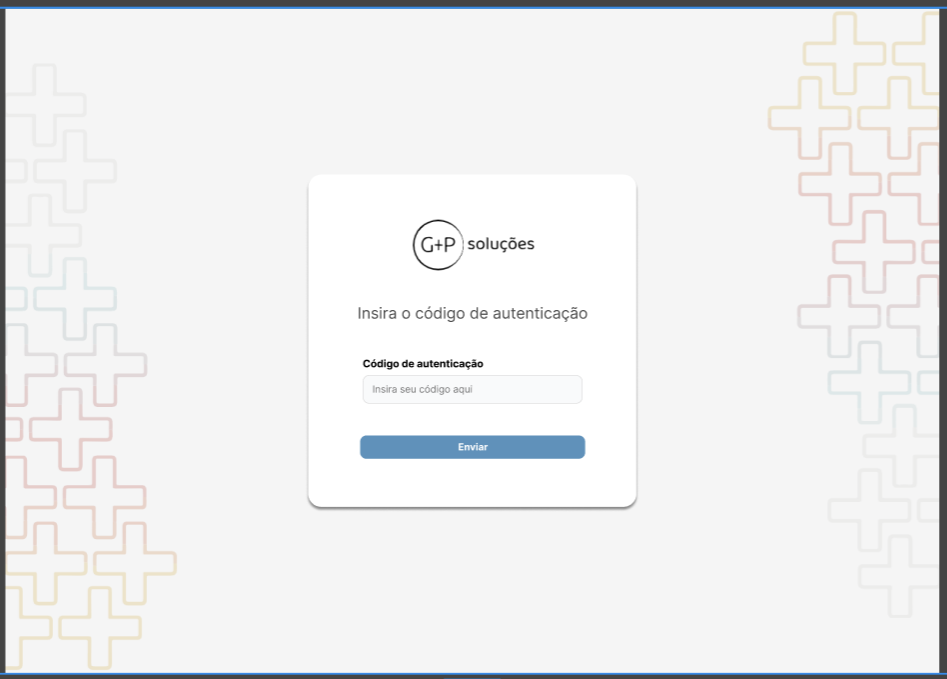 G+P soluções
Insira o código de autenticação
Código de autenticação
Insira seu código aqui
Enviar